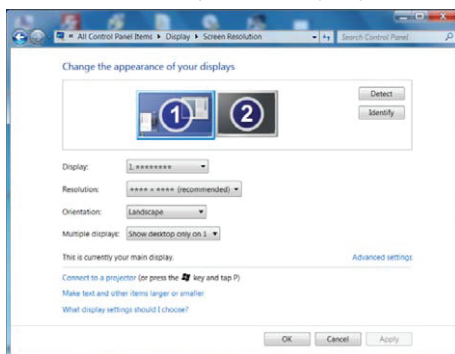 « All Control Panel Items ▸ Display ▸ Screen Resolution Search Control Panel
Change the appearance of your displays
1 2
Detect
Identify
Display: 1. ********
Resolution: **** × **** (recommended)
Orientation: Landscape
Multiple displays: Show desktop only on 1
This is currently your main display. Advanced settings
Connect to a projector (or press the key and tap P)
Make text and other items larger or smaller
What display settings should I choose?
OK Cancel Apply